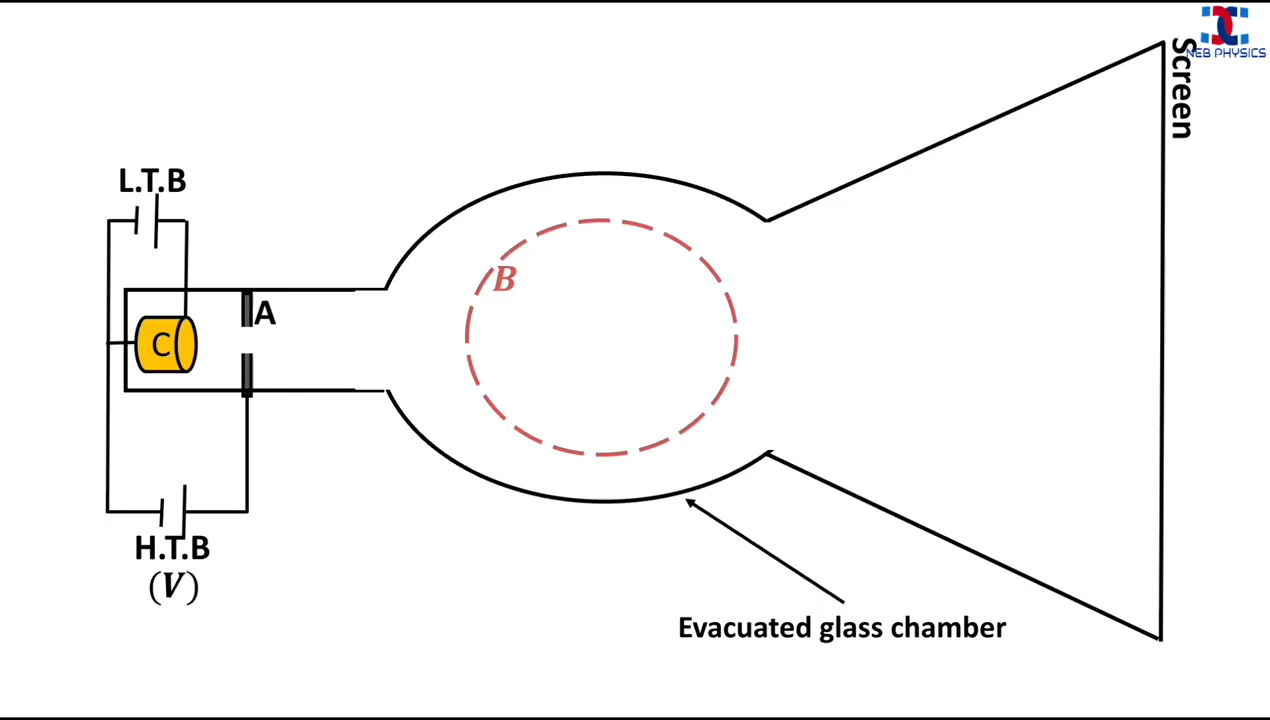 NEB PHYSICS
Screen
L.T.B
A
B
C
H.T.B
(V)
Evacuated glass chamber